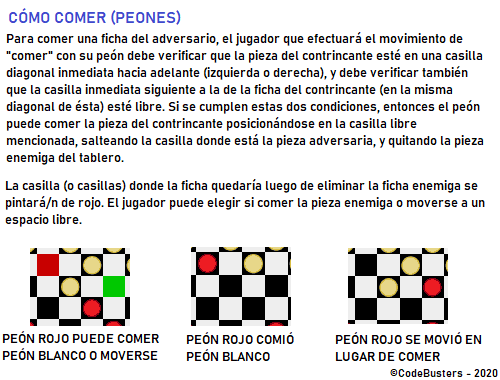 CÓMO COMER (PEONES)
Para comer una ficha del adversario, el jugador que efectuará el movimiento de
"comer" con su peón debe verificar que la pieza del contrincante esté en una casilla
diagonal inmediata hacia adelante (izquierda o derecha), y debe verificar también
que la casilla inmediata siguiente a la de la ficha del contrincante (en la misma
diagonal de ésta) esté libre. Si se cumplen estas dos condiciones, entonces el peón
puede comer la pieza del contrincante posicionándose en la casilla libre
mencionada, salteando la casilla donde está la pieza adversaria, y quitando la pieza
enemiga del tablero.
La casilla (o casillas) donde la ficha quedaría luego de eliminar la ficha enemiga se
pintará/n de rojo. El jugador puede elegir si comer la pieza enemiga o moverse a un
espacio libre.
PEÓN ROJO PUEDE COMER
PEÓN BLANCO O MOVERSE
PEÓN ROJO COMIÓ
PEÓN BLANCO
PEÓN ROJO SE MOVIÓ EN
LUGAR DE COMER
©CodeBusters - 2020